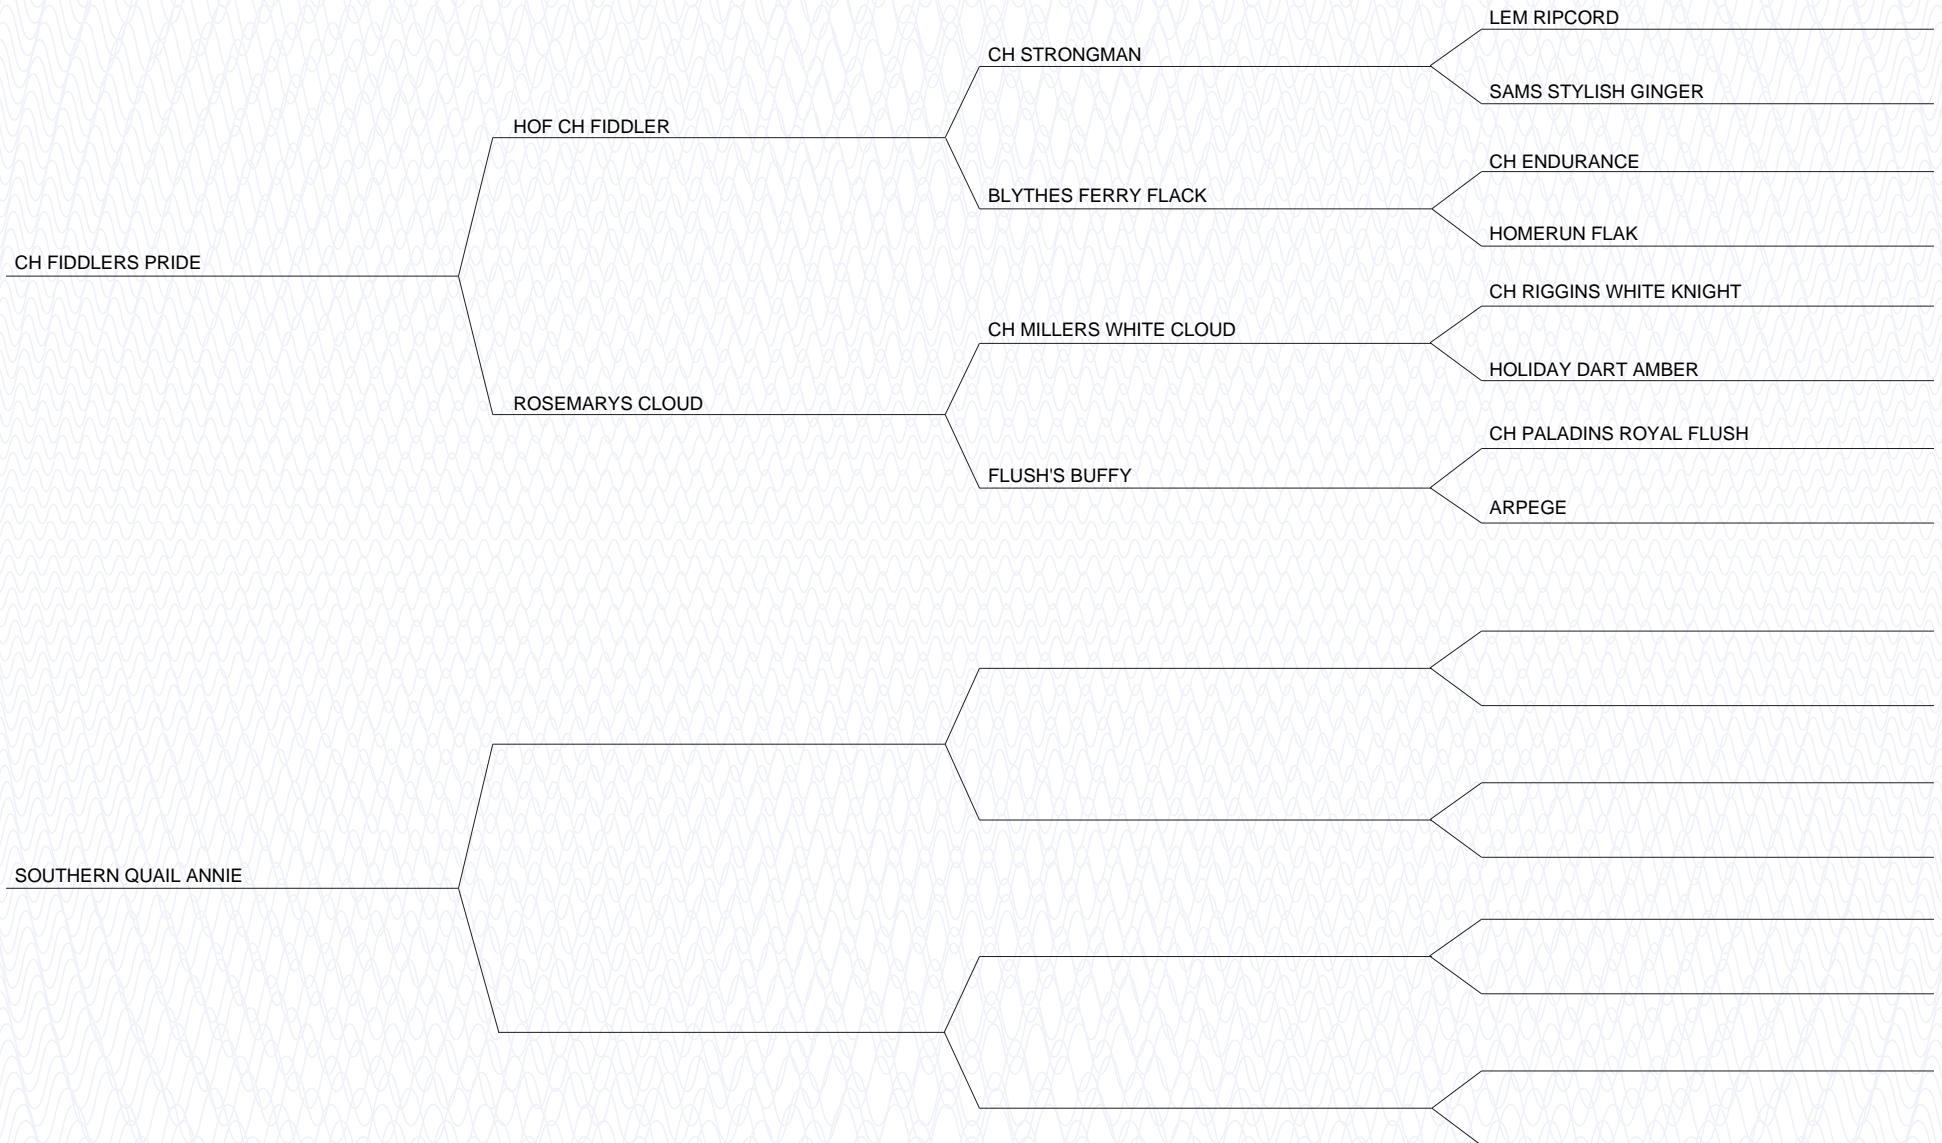 LEM RIPCORD
CH STRONGMAN
SAMS STYLISH GINGER
HOF CH FIDDLER
CH ENDURANCE
BLYTHES FERRY FLACK
HOMERUN FLAK
CH FIDDLERS PRIDE
CH RIGGINS WHITE KNIGHT
CH MILLERS WHITE CLOUD
HOLIDAY DART AMBER
ROSEMARYS CLOUD
CH PALADINS ROYAL FLUSH
FLUSH'S BUFFY
ARPEGE
SOUTHERN QUAIL ANNIE